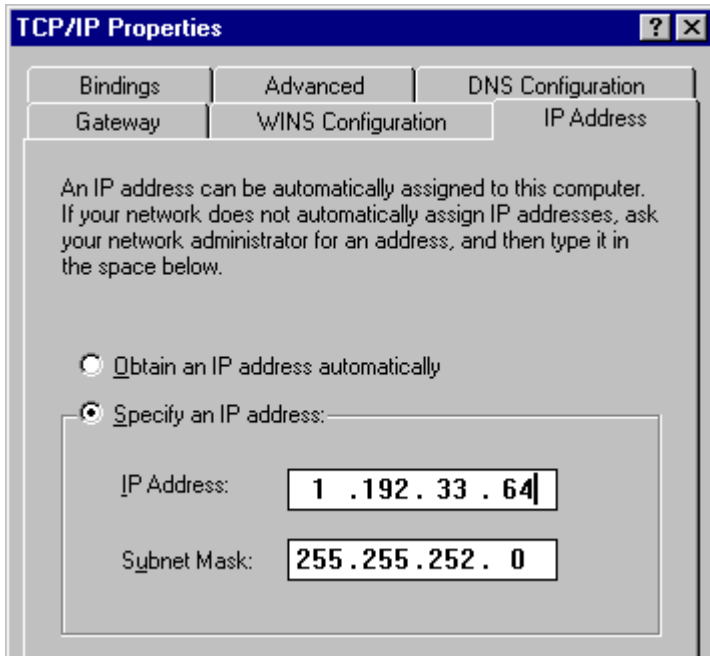 TCP/IP Properties
? ×
Bindings Advanced DNS Configuration
Gateway WINS Configuration IP Address
An IP address can be automatically assigned to this computer.
If your network does not automatically assign IP addresses, ask
your network administrator for an address, and then type it in
the space below.
Obtain an IP address automatically
Specify an IP address:
IP Address: 1 .192. 33 . 64
Subnet Mask: 255.255.252. 0